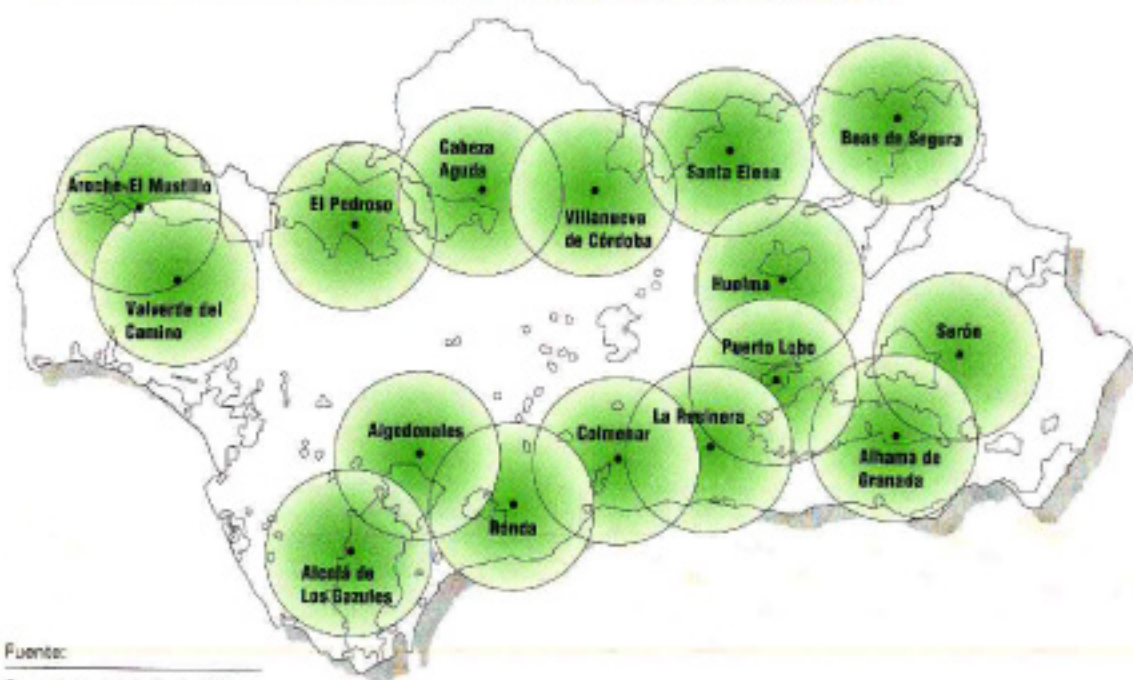 Aroche-El Mustillo
Valverde del
Camino
El Pedroso
Cabeza
Aguda
Villanueva
de Córdoba
Santa Elena
Beas de Segura
Huelma
Puerto Lobo
Serón
Algodonales
Colmenar
La Resinera
Alhama de
Granada
Ronda
Alcalá de
Los Gazules
Fuente: